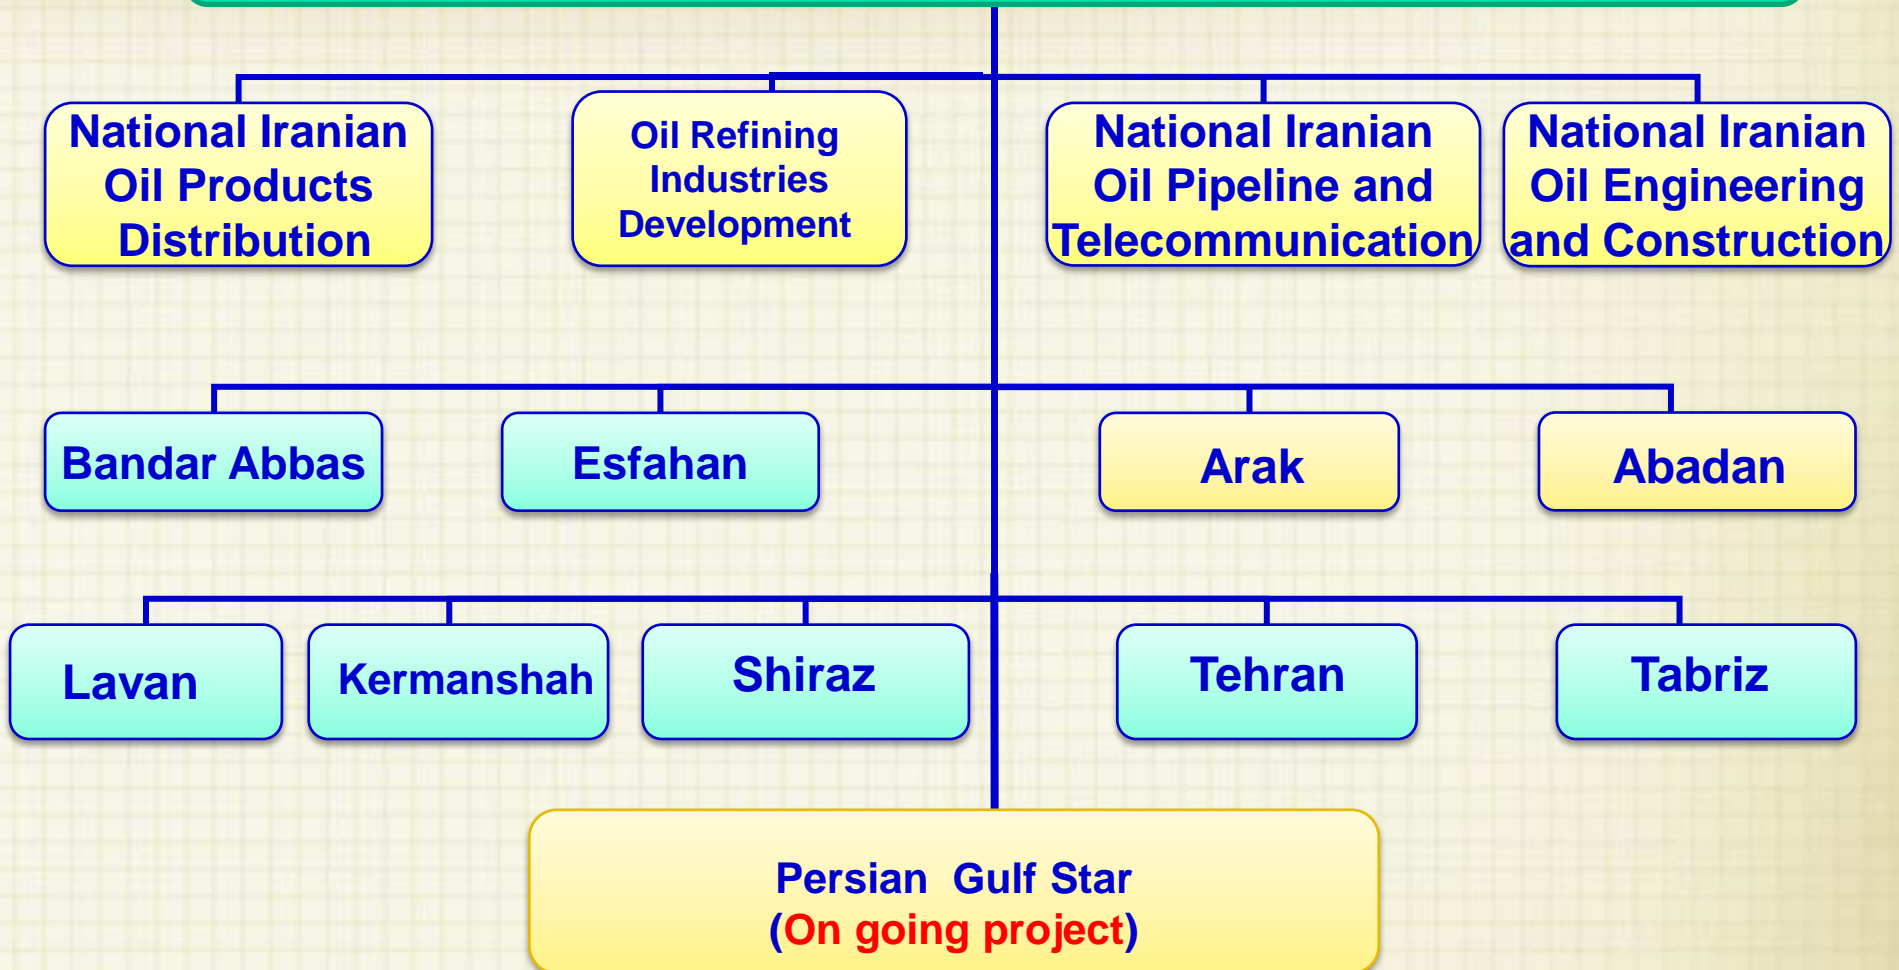 National Iranian
Oil Products
Distribution
Oil Refining
Industries
Development
National Iranian
Oil Pipeline and
Telecommunication
National Iranian
Oil Engineering
and Construction
Bandar Abbas
Esfahan
Arak
Abadan
Lavan
Kermanshah
Shiraz
Tehran
Tabriz
Persian Gulf Star
(On going project)